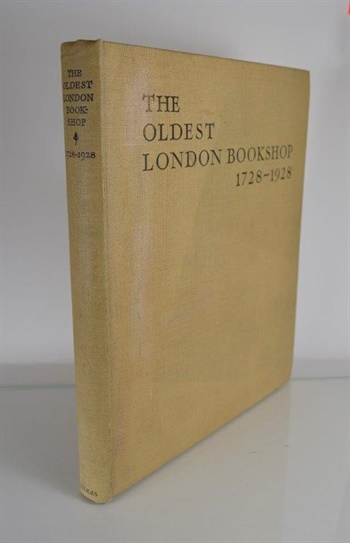 THE
OLDEST
LONDON
BOOK-
SHOP
1728-1928
THE
OLDEST
LONDON BOOKSHOP
1728-1928